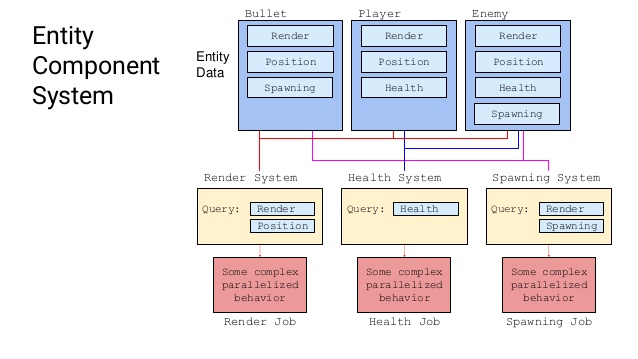 Entity
Component
System
Entity
Data
Bullet
Render
Position
Spawning
Player
Render
Position
Health
Enemy
Render
Position
Health
Spawning
Render System
Query: Render
Position
Health System
Query: Health
Spawning System
Query: Render
Spawning
Some complex
parallelized
behavior
Render Job
Some complex
parallelized
behavior
Health Job
Some complex
parallelized
behavior
Spawning Job